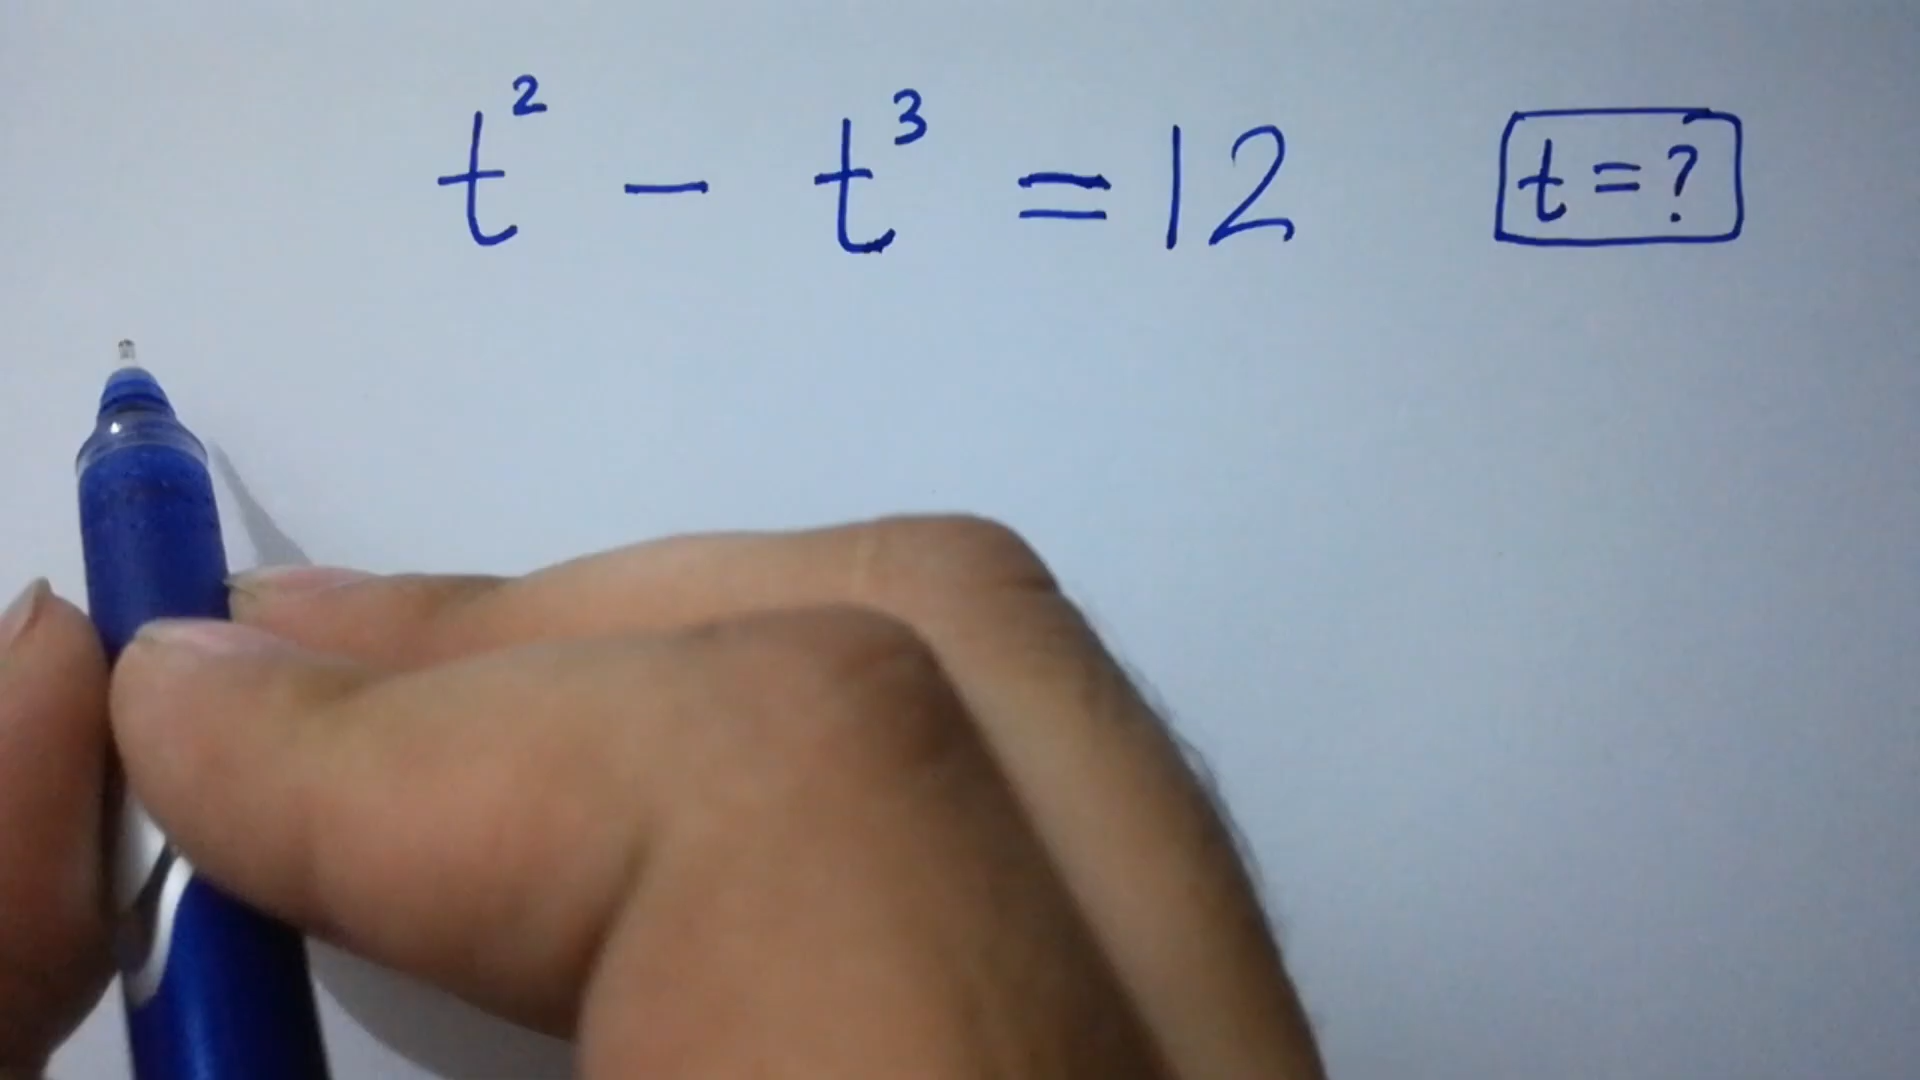 t² - t³ = 12 t = ?